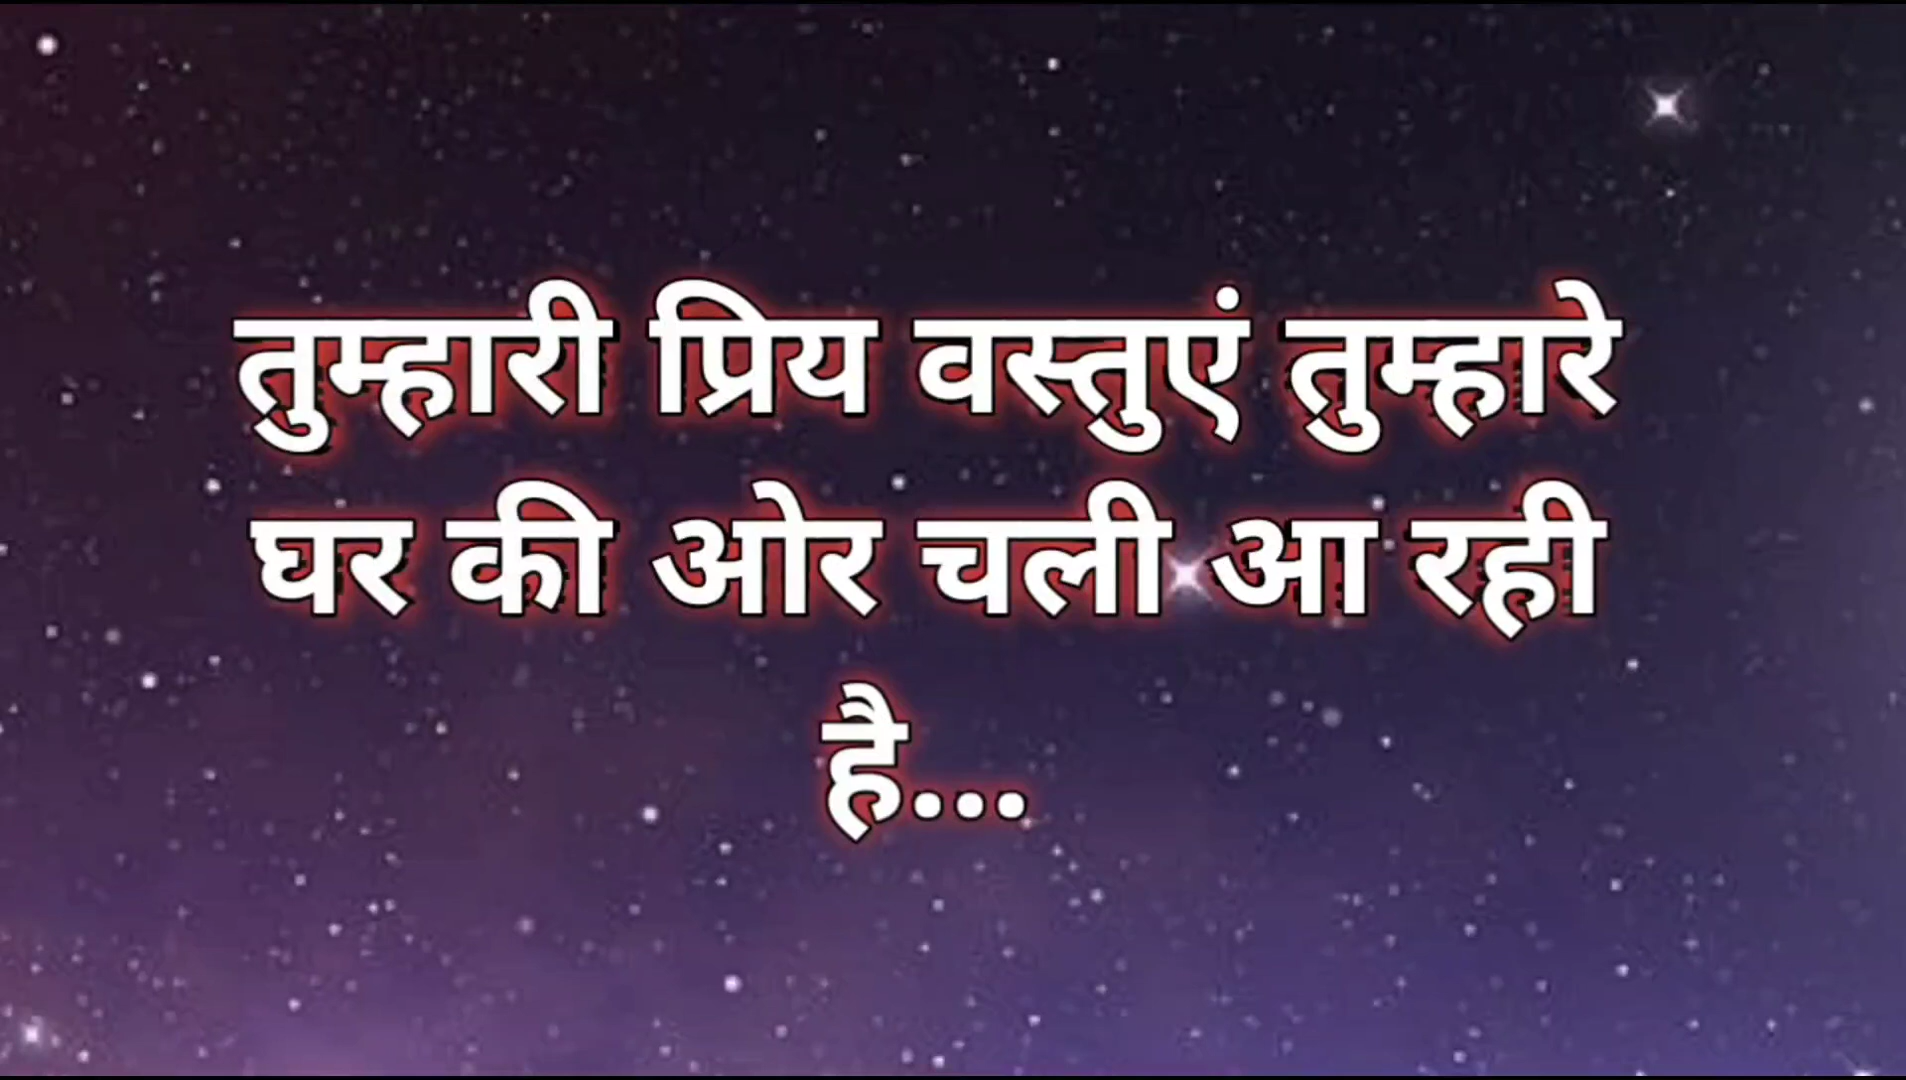 तुम्हारी प्रिय वस्तुएं तुम्हारे
घर की ओर चली आ रही
है...